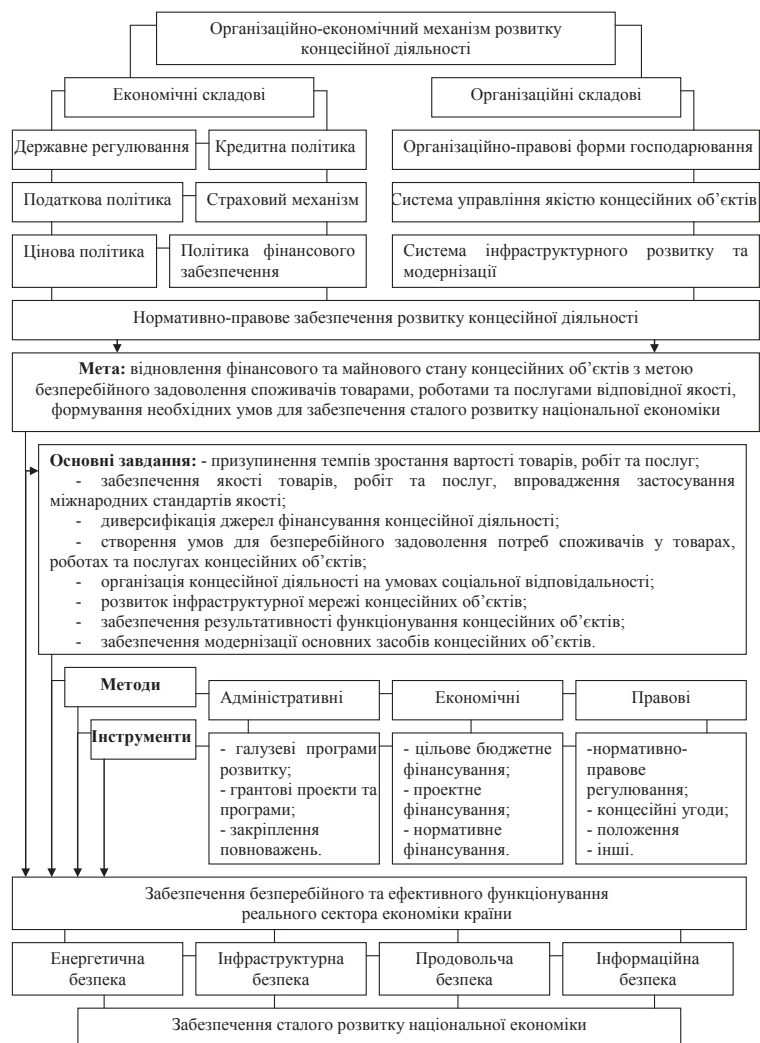 Організаційно-економічний механізм розвитку
концесійної діяльності
Економічні складові
Організаційні складові
Державне регулювання
Кредитна політика
Організаційно-правові форми господарювання
Податкова політика
Страховий механізм
Система управління якістю концесійних об’єктів
Цінова політика
Політика фінансового
забезпечення
Система інфраструктурного розвитку та
модернізації
Нормативно-правове забезпечення розвитку концесійної діяльності
Мета: відновлення фінансового та майнового стану концесійних об’єктів з метою
безперебійного задоволення споживачів товарами, роботами та послугами відповідної якості,
формування необхідних умов для забезпечення сталого розвитку національної економіки
Основні завдання: - призупинення темпів зростання вартості товарів, робіт та послуг;
- забезпечення якості товарів, робіт та послуг, впровадження застосування
міжнародних стандартів якості;
- диверсифікація джерел фінансування концесійної діяльності;
- створення умов для безперебійного задоволення потреб споживачів у товарах,
роботах та послугах концесійних об’єктів;
- організація концесійної діяльності на умовах соціальної відповідальності;
- розвиток інфраструктурної мережі концесійних об’єктів;
- забезпечення результативності функціонування концесійних об’єктів;
- забезпечення модернізації основних засобів концесійних об’єктів.
Методи
Адміністративні
Економічні
Правові
Інструменти
- галузеві програми
розвитку;
- грантові проекти та
програми;
- закріплення
повноважень.
- цільове бюджетне
фінансування;
- проектне
фінансування;
- нормативне
фінансування.
-нормативно-
правове
регулювання;
- концесійні угоди;
- положення
- інші.
Забезпечення безперебійного та ефективного функціонування
реального сектора економіки країни
Енергетична
безпека
Інфраструктурна
безпека
Продовольча
безпека
Інформаційна
безпека
Забезпечення сталого розвитку національної економіки